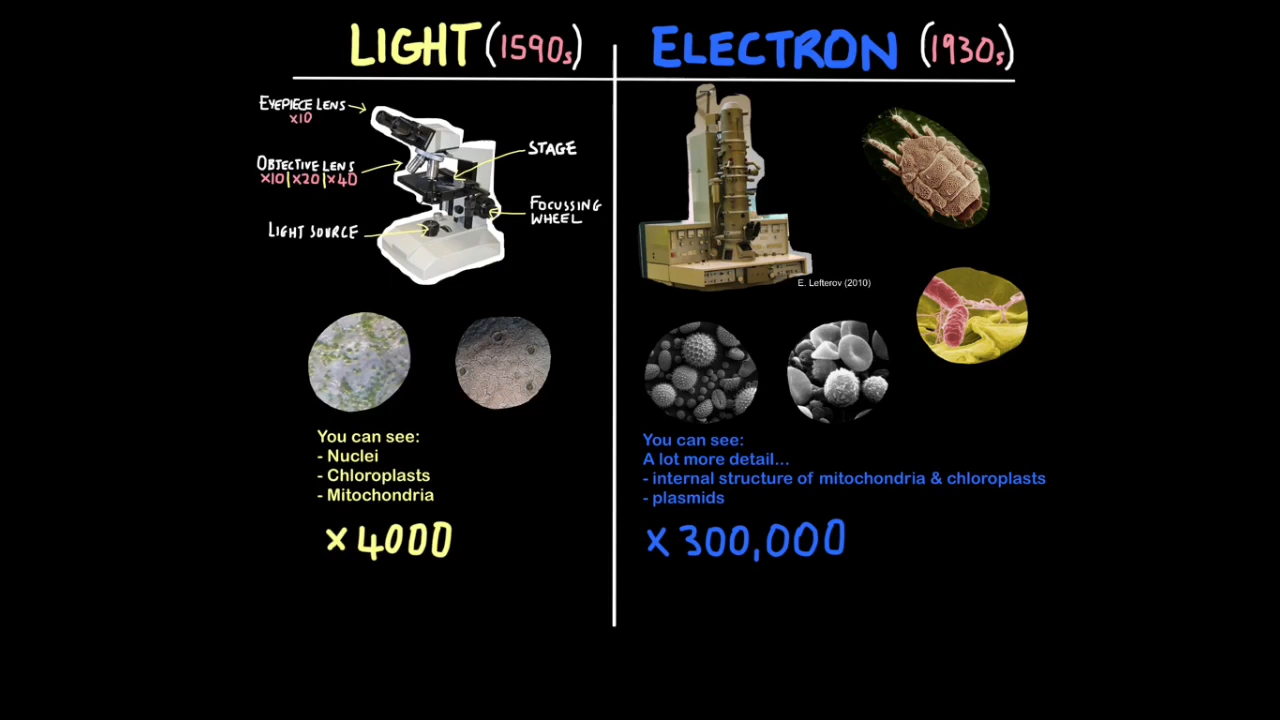 LIGHT (1590s)
ELECTRON (1930s)
EYEPIECE LENS
x10
OBJECTIVE LENS
x10 | x20 | x40
LIGHT SOURCE
STAGE
FOCUSSING
WHEEL
E. Lefterov (2010)
You can see:
- Nuclei
- Chloroplasts
- Mitochondria
x 4000
You can see:
A lot more detail...
- internal structure of mitochondria & chloroplasts
- plasmids
x 300,000